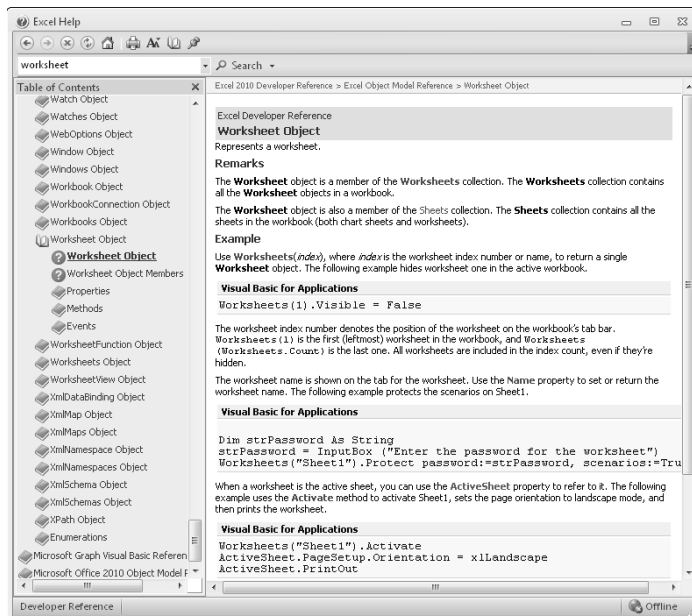 Excel Help
worksheet
Search
Table of Contents
Watch Object
Watches Object
WebOptions Object
Window Object
Windows Object
Workbook Object
WorkbookConnection Object
Workbooks Object
Worksheet Object
Worksheet Object
Worksheet Object Members
Properties
Methods
Events
WorksheetFunction Object
Worksheets Object
WorksheetView Object
XmlDataBinding Object
XmlMap Object
XmlMaps Object
XmlNamespace Object
XmlNamespaces Object
XmlSchema Object
XmlSchemas Object
XPath Object
Enumerations
Microsoft Graph Visual Basic Referen
Microsoft Office 2010 Object Model F
Excel 2010 Developer Reference > Excel Object Model Reference > Worksheet Object
Excel Developer Reference
Worksheet Object
Represents a worksheet.
Remarks
The Worksheet object is a member of the Worksheets collection. The Worksheets collection contains
all the Worksheet objects in a workbook.
The Worksheet object is also a member of the Sheets collection. The Sheets collection contains all the
sheets in the workbook (both chart sheets and worksheets).
Example
Use Worksheets(index), where index is the worksheet index number or name, to return a single
Worksheet object. The following example hides worksheet one in the active workbook.
Visual Basic for Applications
Worksheets(1).Visible = False
The worksheet index number denotes the position of the worksheet on the workbook's tab bar.
Worksheets(1) is the first (leftmost) worksheet in the workbook, and Worksheets
(Worksheets.Count) is the last one. All worksheets are included in the index count, even if they're
hidden.
The worksheet name is shown on the tab for the worksheet. Use the Name property to set or return the
worksheet name. The following example protects the scenarios on Sheet1.
Visual Basic for Applications
Dim strPassword As String
strPassword = InputBox ("Enter the password for the worksheet")
Worksheets("Sheet1").Protect password:=strPassword, scenarios:=Tru
When a worksheet is the active sheet, you can use the ActiveSheet property to refer to it. The following
example uses the Activate method to activate Sheet1, sets the page orientation to landscape mode, and
then prints the worksheet.
Visual Basic for Applications
Worksheets("Sheet1").Activate
ActiveSheet.PageSetup.Orientation = xlLandscape
ActiveSheet.PrintOut
Developer Reference
Offline